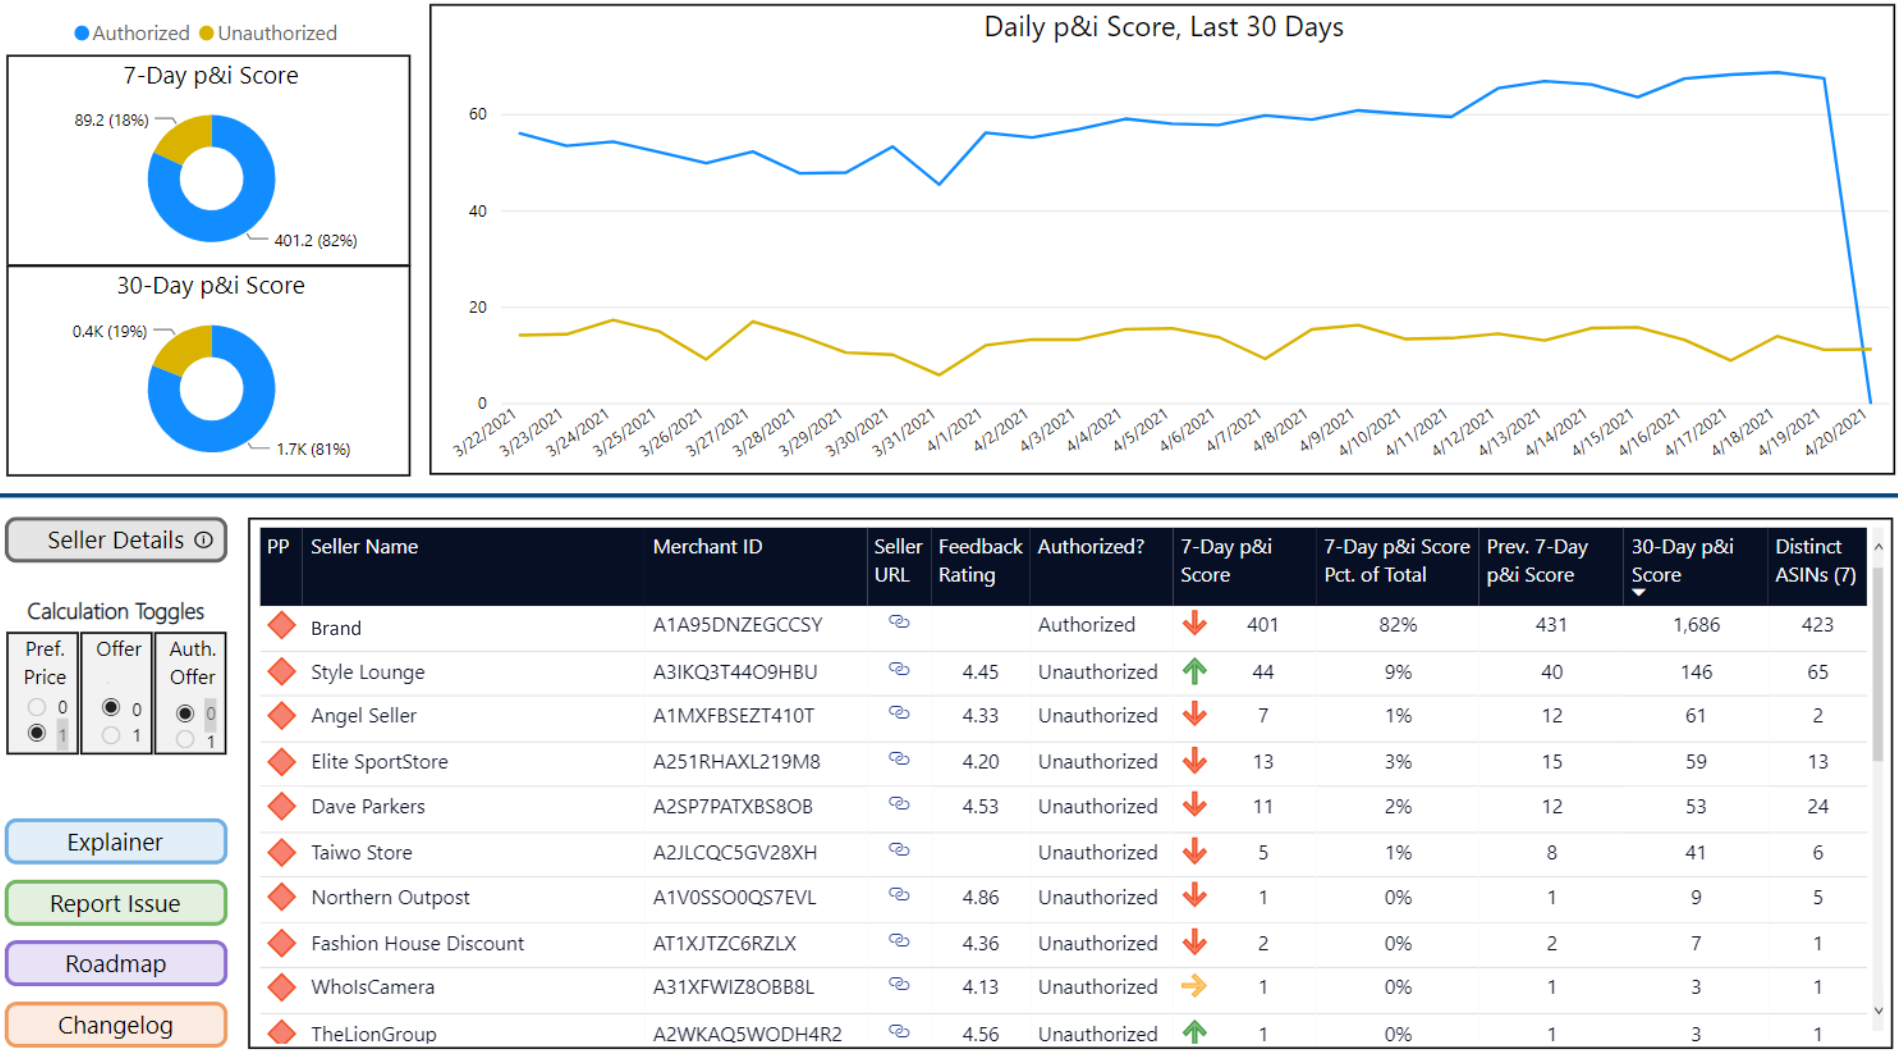 Authorized Unauthorized
7-Day p&i Score
89.2 (18%)
401.2 (82%)
30-Day p&i Score
0.4K (19%)
1.7K (81%)
Daily p&i Score, Last 30 Days
60
40
20
0
3/22/2021 3/23/2021 3/24/2021 3/25/2021 3/26/2021 3/27/2021 3/28/2021 3/29/2021 3/30/2021 3/31/2021 4/1/2021 4/2/2021 4/3/2021 4/4/2021 4/5/2021 4/6/2021 4/7/2021 4/8/2021 4/9/2021 4/10/2021 4/11/2021 4/12/2021 4/13/2021 4/14/2021 4/15/2021 4/16/2021 4/17/2021 4/18/2021 4/19/2021 4/20/2021
Seller Details
Calculation Toggles
Pref. Price
0
1
Offer
0
1
Auth. Offer
0
1
Explainer
Report Issue
Roadmap
Changelog
PP Seller Name Merchant ID Seller URL Feedback Rating Authorized? 7-Day p&i Score 7-Day p&i Score Pct. of Total Prev. 7-Day p&i Score 30-Day p&i Score Distinct ASINs (7)
Brand A1A95DNZEGCCSY Authorized 401 82% 431 1,686 423
Style Lounge A3IKQ3T44O9HBU 4.45 Unauthorized 44 9% 40 146 65
Angel Seller A1MXFBSEZT410T 4.33 Unauthorized 7 1% 12 61 2
Elite SportStore A251RHAXL219M8 4.20 Unauthorized 13 3% 15 59 13
Dave Parkers A2SP7PATXBS8OB 4.53 Unauthorized 11 2% 12 53 24
Taiwo Store A2JLCQC5GV28XH Unauthorized 5 1% 8 41 6
Northern Outpost A1V0SSO0QS7EVL 4.86 Unauthorized 1 0% 1 9 5
Fashion House Discount AT1XJTZC6RZLX 4.36 Unauthorized 2 0% 2 7 1
WhoIsCamera A31XFWIZ8OBB8L 4.13 Unauthorized 1 0% 1 3 1
TheLionGroup A2WKAQ5WODH4R2 4.56 Unauthorized 1 0% 1 3 1